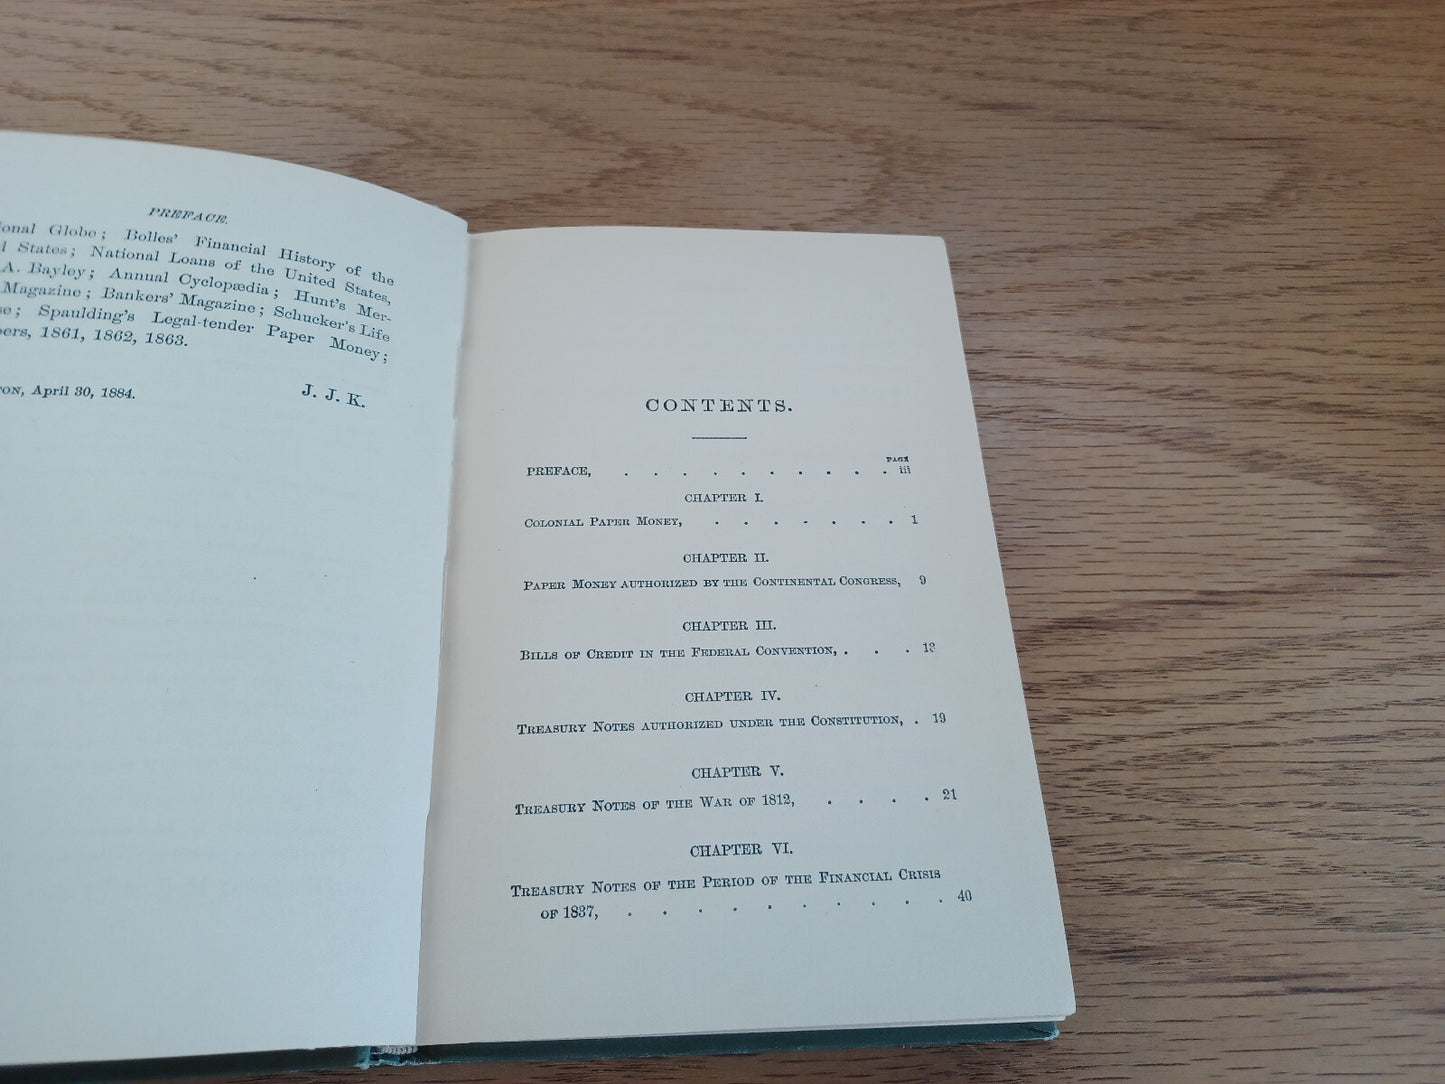 PREFACE.
Globe; Bolles' Financial History of the
States; National Loans of the United States,
A. Bayley; Annual Cyclopædia; Hunt's Mer-
Magazine; Bankers' Magazine; Schucker's Life
Spaulding's Legal-tender Paper Money;
1861, 1862, 1863.
April 30, 1884. J. J. K.
CONTENTS.
PAGE
PREFACE, . . . . . . . . . . iii
CHAPTER I.
COLONIAL PAPER MONEY, . . . . . . . 1
CHAPTER II.
PAPER MONEY AUTHORIZED BY THE CONTINENTAL CONGRESS, 9
CHAPTER III.
BILLS OF CREDIT IN THE FEDERAL CONVENTION, . . .
CHAPTER IV.
TREASURY NOTES AUTHORIZED UNDER THE CONSTITUTION, . 19
CHAPTER V.
TREASURY NOTES OF THE WAR OF 1812, . . . . 21
CHAPTER VI.
TREASURY NOTES OF THE PERIOD OF THE FINANCIAL CRISIS
OF 1837, . . . . . . . . . . 40